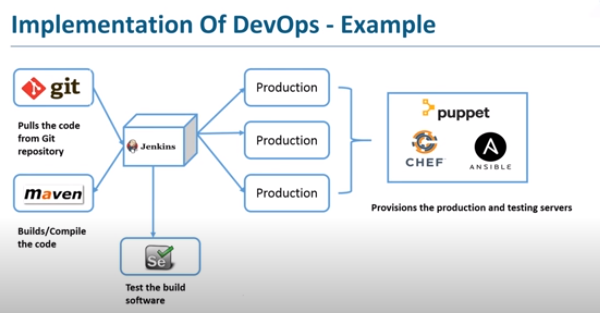 Implementation Of DevOps - Example
git
Pulls the code
from Git
repository
Jenkins
maven
Builds/Compile
the code
Se
Test the build
software
Production
Production
Production
puppet
CHEF
A
ANSIBLE
Provisions the production and testing servers